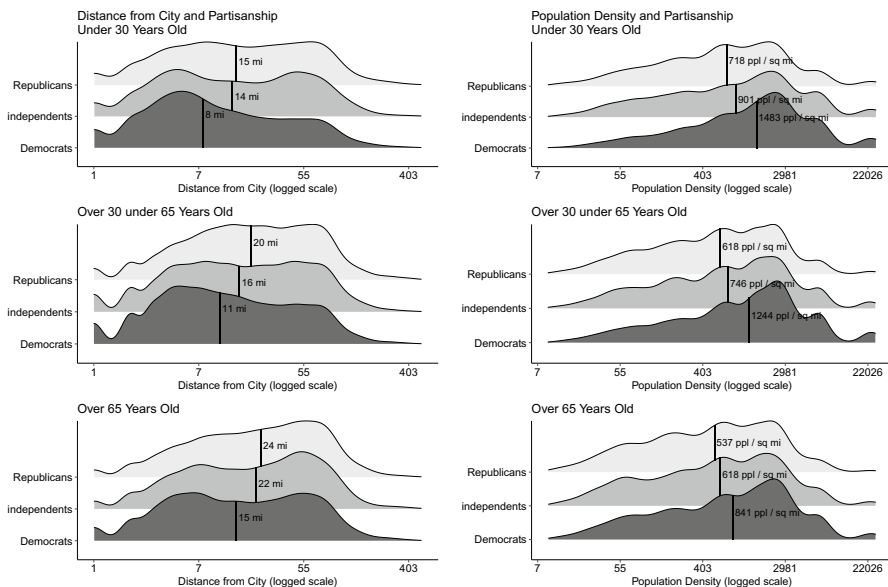 Distance from City and Partisanship
Under 30 Years Old
15 mi
Republicans
14 mi
independents
8 mi
Democrats
1 7 55 403
Distance from City (logged scale)
Population Density and Partisanship
Under 30 Years Old
718 ppl / sq mi
Republicans
901 ppl / sq mi
independents
1483 ppl / sq mi
Democrats
7 55 403 2981 22026
Population Density (logged scale)
Over 30 under 65 Years Old
20 mi
Republicans
16 mi
independents
11 mi
Democrats
1 7 55 403
Distance from City (logged scale)
Over 30 under 65 Years Old
618 ppl / sq mi
Republicans
746 ppl / sq mi
independents
1244 ppl / sq mi
Democrats
7 55 403 2981 22026
Population Density (logged scale)
Over 65 Years Old
24 mi
Republicans
22 mi
independents
15 mi
Democrats
1 7 55 403
Distance from City (logged scale)
Over 65 Years Old
537 ppl / sq mi
Republicans
618 ppl / sq mi
independents
841 ppl / sq mi
Democrats
7 55 403 2981 22026
Population Density (logged scale)